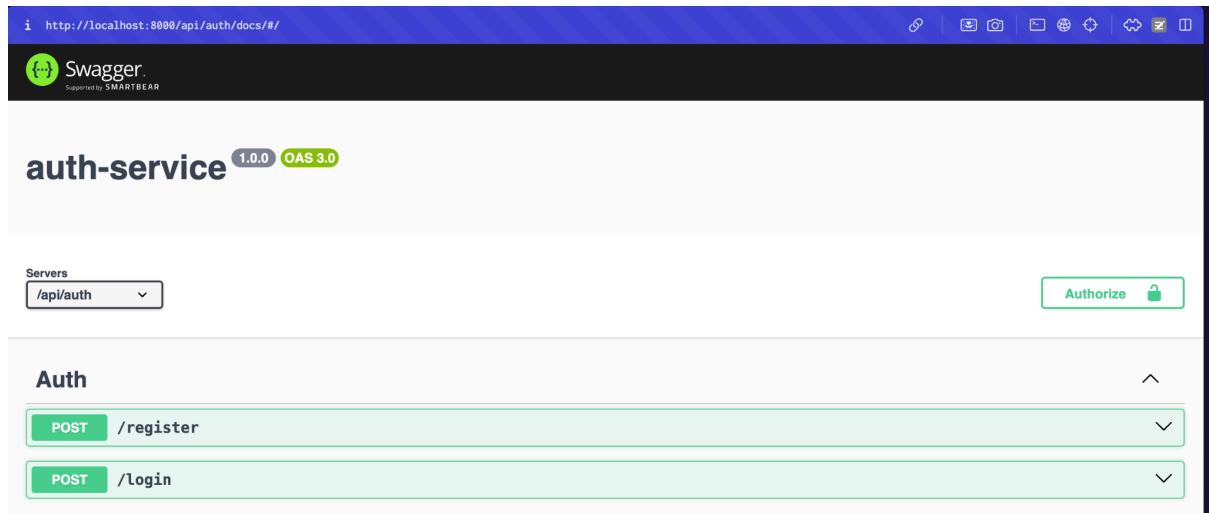 i http://localhost:8000/api/auth/docs/#/
{··} Swagger.
Supported by SMARTBEAR
auth-service 1.0.0 OAS 3.0
Servers
/api/auth
Authorize
Auth
POST /register
POST /login